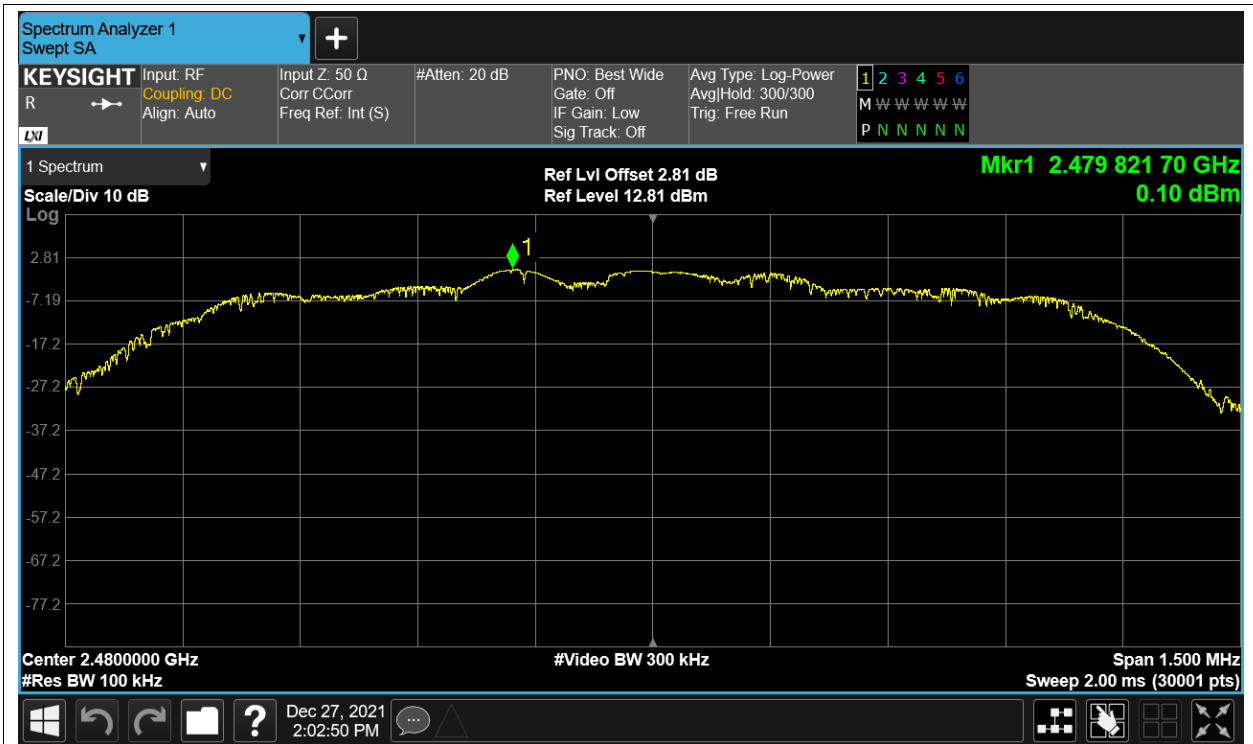 Spectrum Analyzer 1
Swept SA
KEYSIGHT
R
LXI
Input: RF
Coupling: DC
Align: Auto
Input Z: 50 Ω
Corr CCorr
Freq Ref: Int (S)
#Atten: 20 dB
PNO: Best Wide
Gate: Off
IF Gain: Low
Sig Track: Off
Avg Type: Log-Power
Avg|Hold: 300/300
Trig: Free Run
1 2 3 4 5 6
M W W W W W
P N N N N N
1 Spectrum
Scale/Div 10 dB
Log
Ref Lvl Offset 2.81 dB
Ref Level 12.81 dBm
Mkr1 2.479 821 70 GHz
0.10 dBm
1
2.81
-7.19
-17.2
-27.2
-37.2
-47.2
-57.2
-67.2
-77.2
Center 2.4800000 GHz
#Res BW 100 kHz
#Video BW 300 kHz
Span 1.500 MHz
Sweep 2.00 ms (30001 pts)
?
Dec 27, 2021
2:02:50 PM